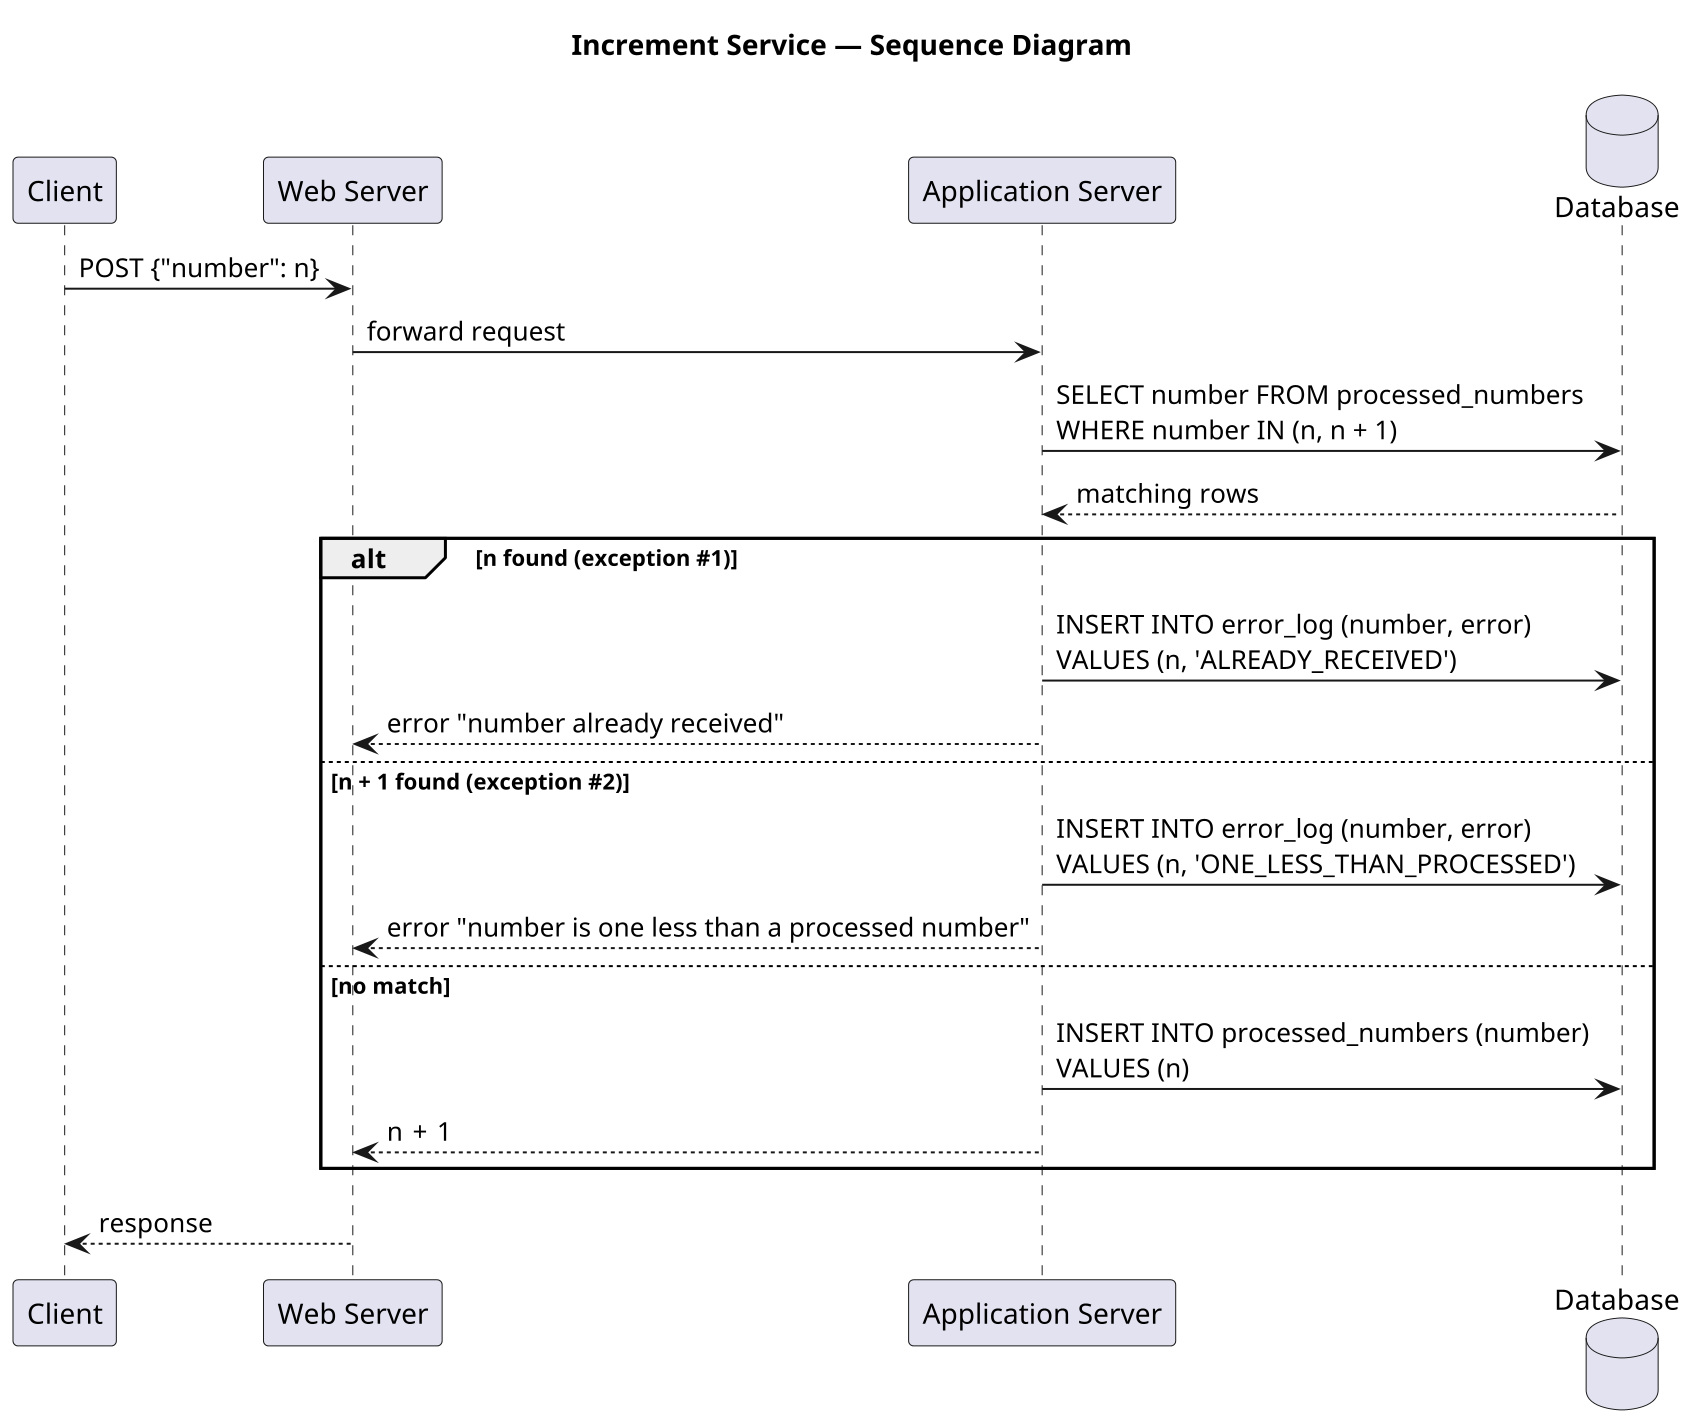 Increment Service — Sequence Diagram
Client
Web Server
Application Server
Database
POST {"number": n}
forward request
SELECT number FROM processed_numbers
WHERE number IN (n, n + 1)
matching rows
alt
[n found (exception #1)]
INSERT INTO error_log (number, error)
VALUES (n, 'ALREADY_RECEIVED')
error "number already received"
[n + 1 found (exception #2)]
INSERT INTO error_log (number, error)
VALUES (n, 'ONE_LESS_THAN_PROCESSED')
error "number is one less than a processed number"
[no match]
INSERT INTO processed_numbers (number)
VALUES (n)
n + 1
response
Client
Web Server
Application Server
Database